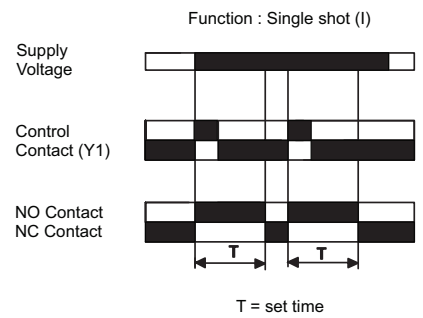 Function : Single shot (I)
Supply
Voltage
Control
Contact (Y1)
NO Contact
NC Contact
T
T
T = set time